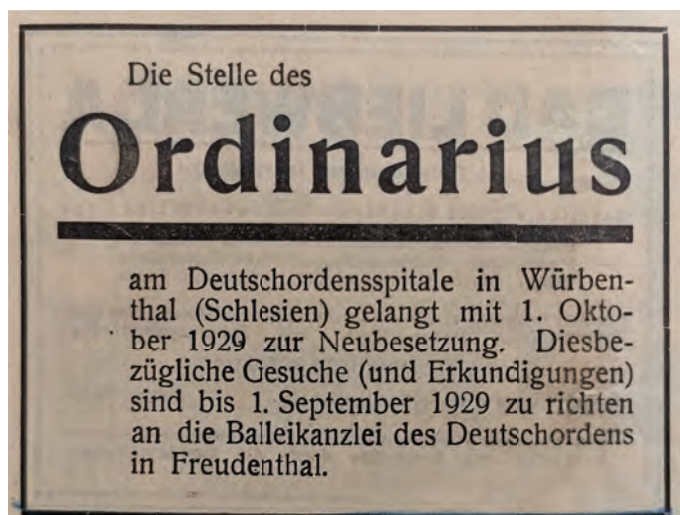 Die Stelle des
Ordinarius
am Deutschordensspitale in Würben-
thal (Schlesien) gelangt mit 1. Okto-
ber 1929 zur Neubesetzung. Diesbe-
zügliche Gesuche (und Erkundigungen)
sind bis 1. September 1929 zu richten
an die Balleikanzlei des Deutschordens
in Freudenthal.